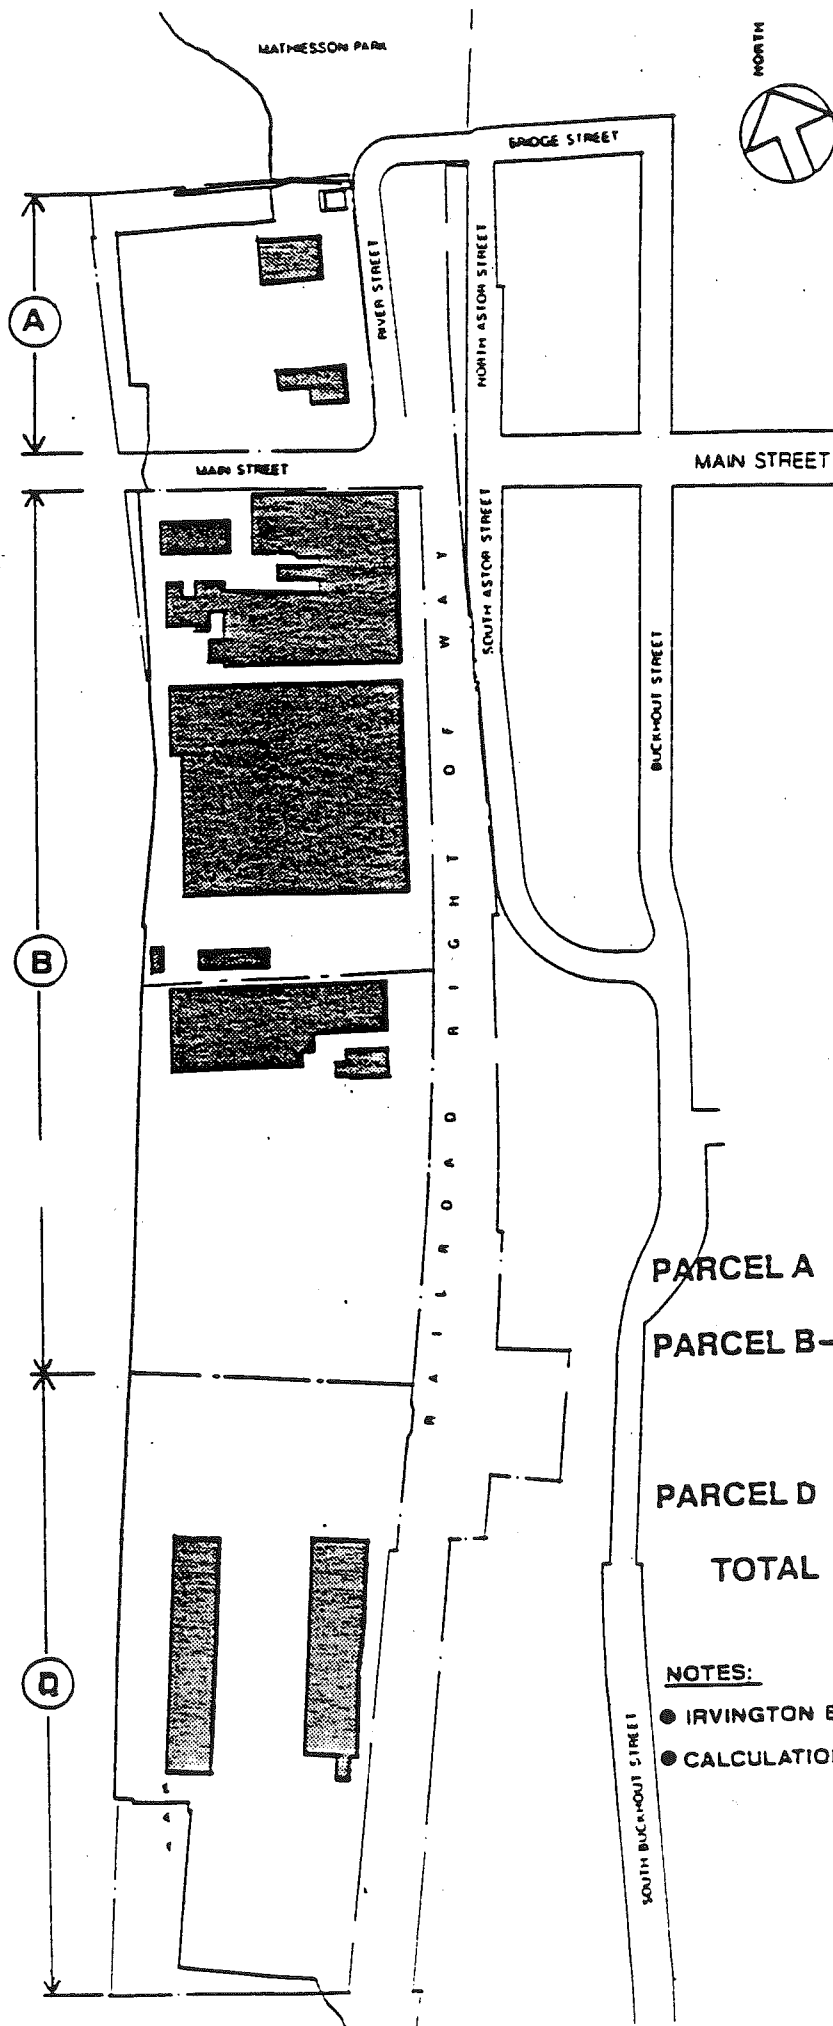 MATHIESSON PARK
NORTH
BRIDGE STREET
RIVER STREET
NORTH ASTOR STREET
A
MAIN STREET
MAIN STREET
SOUTH ASTOR STREET
BUCKHOUT STREET
RAILROAD RIGHT OF WAY
B
PARCEL A
PARCEL B-
PARCEL D
TOTAL
D
NOTES:
● IRVINGTON
● CALCULATION
SOUTH BUCKHOUT STREET